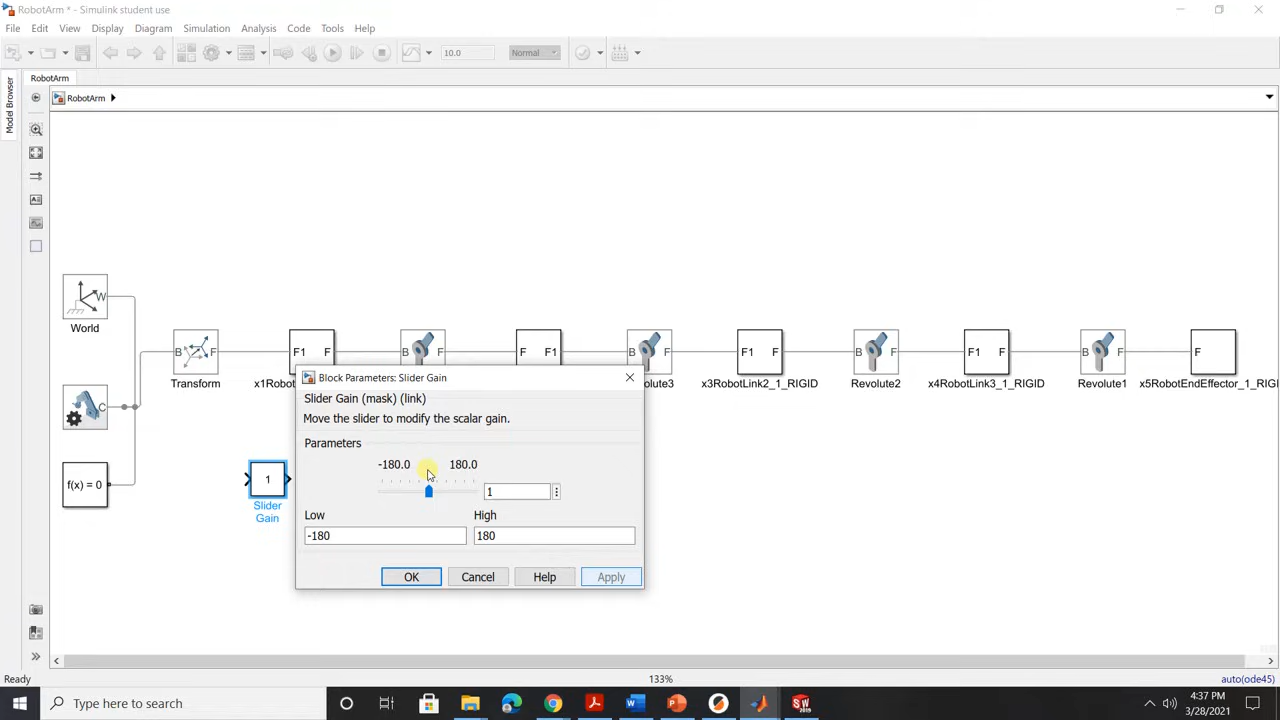 RobotArm * - Simulink student use
File Edit View Display Diagram Simulation Analysis Code Tools Help
10.0 Normal
RobotArm
RobotArm
Model Browser
W
World
B F
Transform
F1 F
x1Robot
F F1
B
olute3
F1 F
x3RobotLink2_1_RIGID
B F
Revolute2
F1 F
x4RobotLink3_1_RIGID
B F
Revolute1
F
x5RobotEndEffector_1_RIG
C
f(x) = 0
1
Slider
Gain
Block Parameters: Slider Gain
Slider Gain (mask) (link)
Move the slider to modify the scalar gain.
Parameters
-180.0 180.0
1
Low High
-180 180
OK Cancel Help Apply
Ready 133% auto(ode45)
Type here to search
4:37 PM
3/28/2021